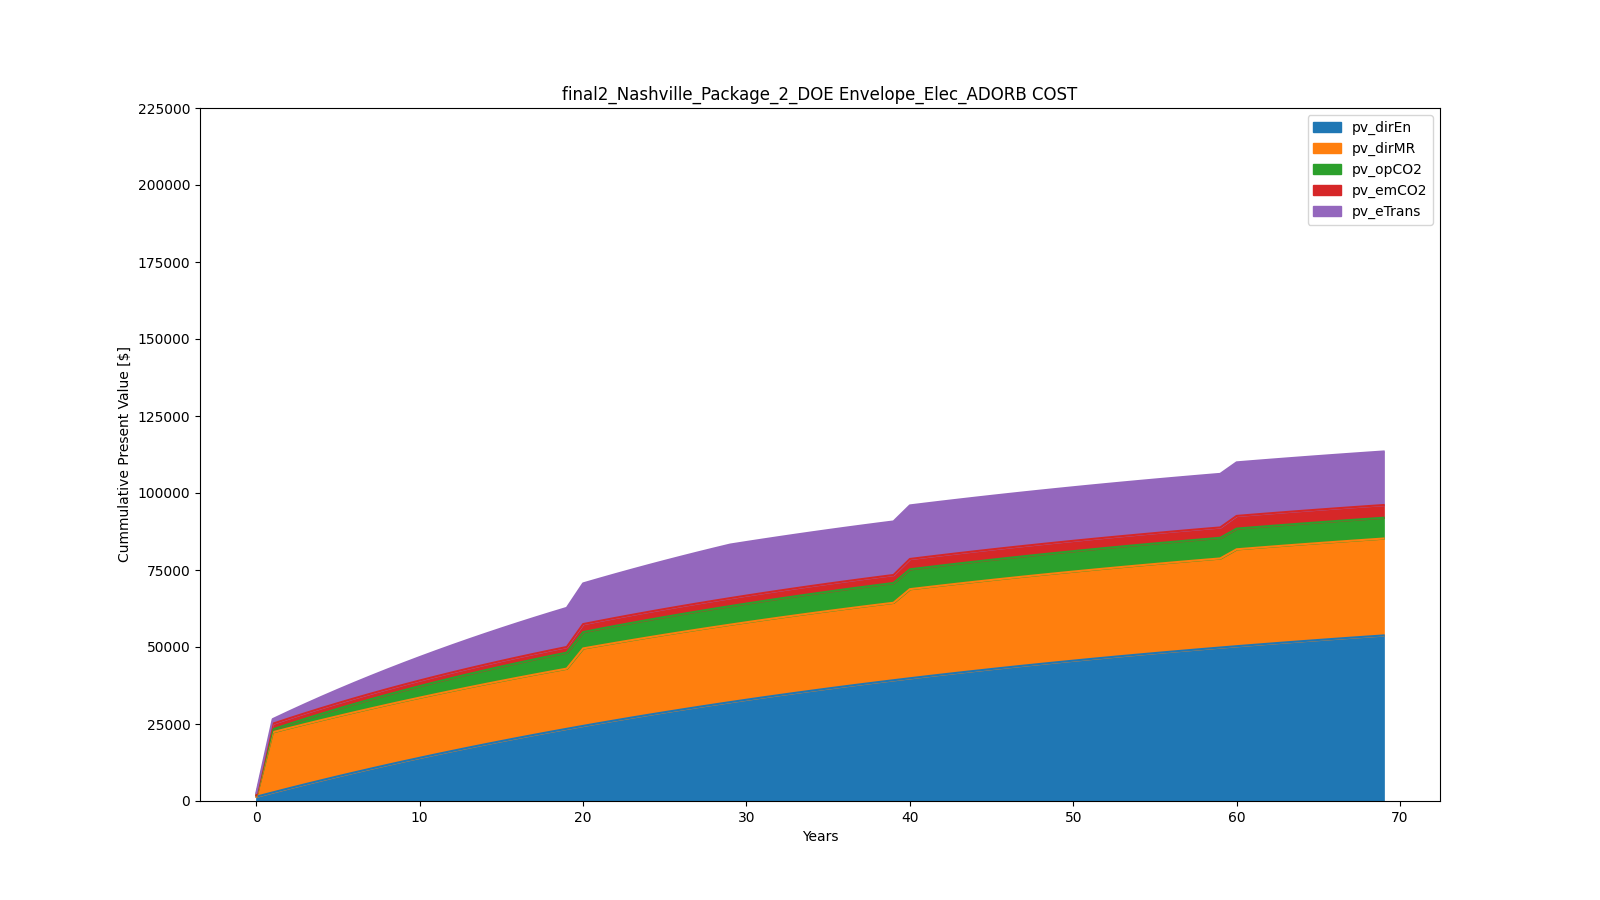 final2_Nashville_Package_2_DOE Envelope_Elec_ADORB COST
225000
200000
175000
150000
125000
100000
75000
50000
25000
0
Cummulative Present Value [$]
pv_dirEn
pv_dirMR
pv_opCO2
pv_emCO2
pv_eTrans
0 10 20 30 40 50 60 70
Years